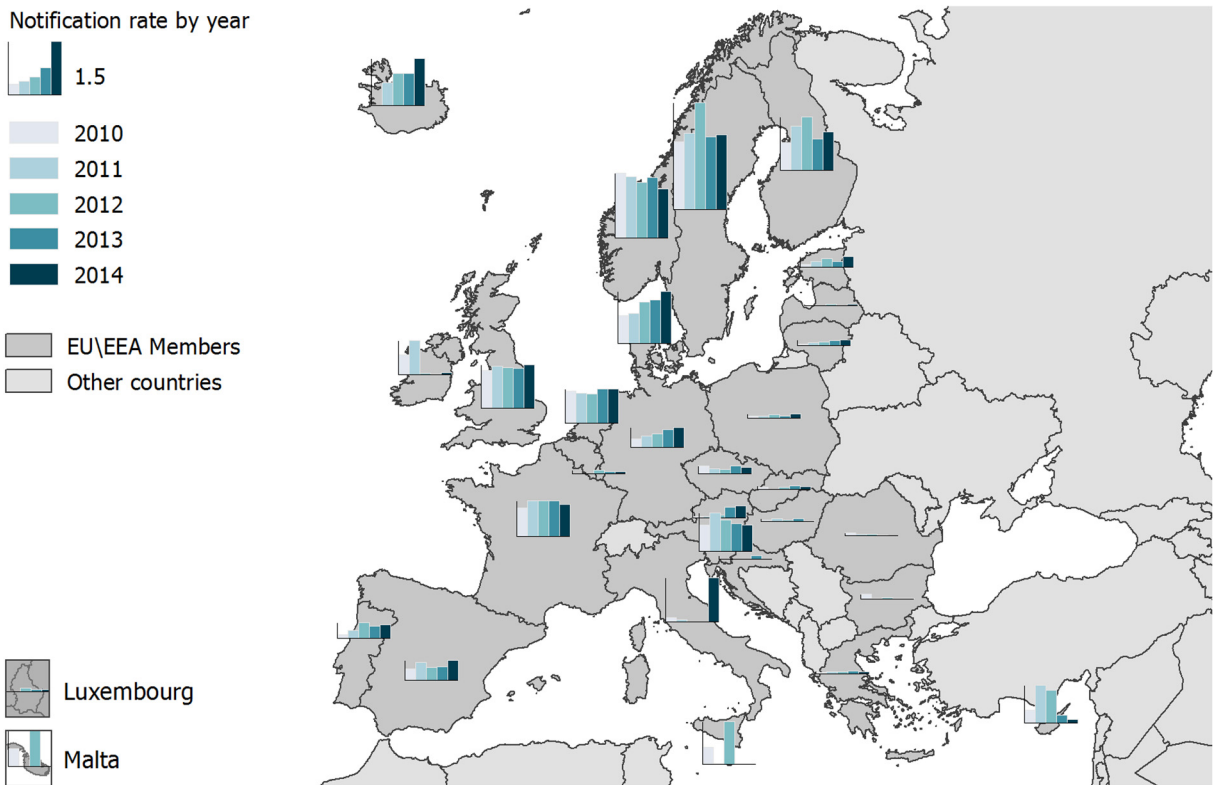 Notification rate by year
1.5
2010
2011
2012
2013
2014
EU\EEA Members
Other countries
Luxembourg
Malta